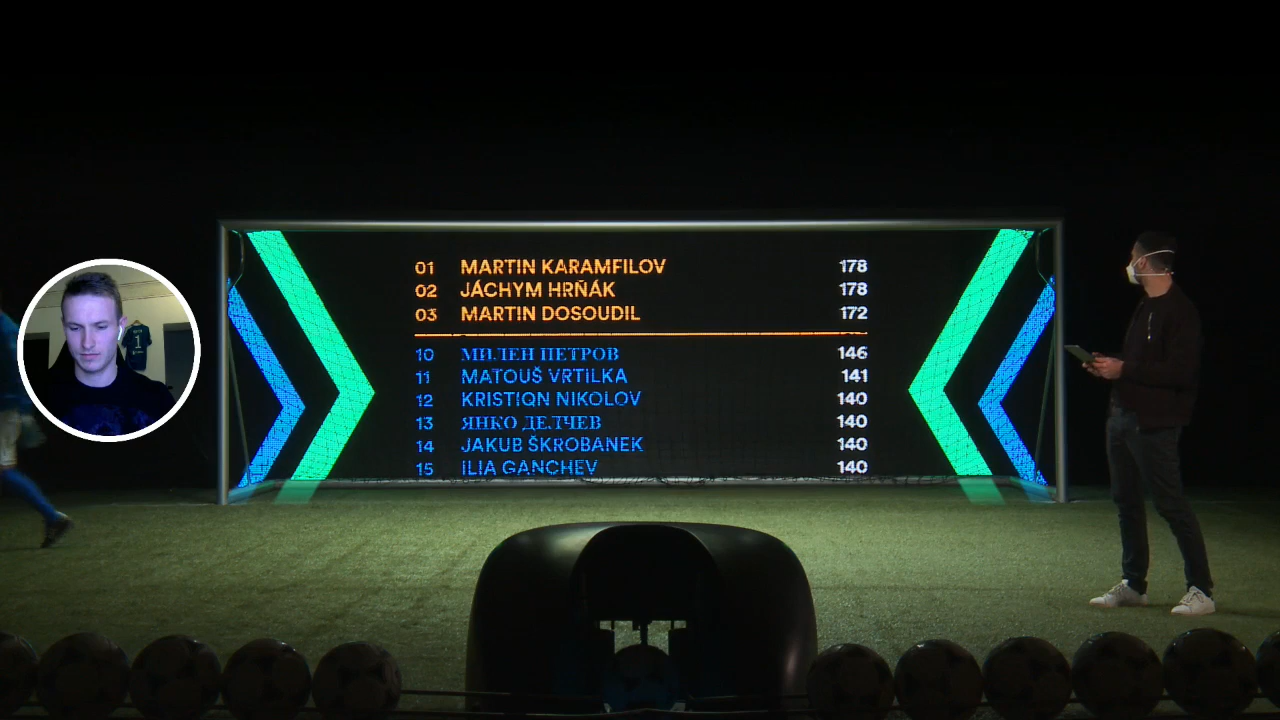 01 MARTIN KARAMFILOV 178
02 JÁCHYM HRŇÁK 178
03 MARTIN DOSOUDIL 172
10 МИЛЕН ПЕТРОВ 146
11 MATOUŠ VRTILKA 141
12 KRISTIQN NIKOLOV 140
13 ЯНКО ДЕЛЧЕВ 140
14 JAKUB ŠKROBANEK 140
15 ILIA GANCHEV 140
1